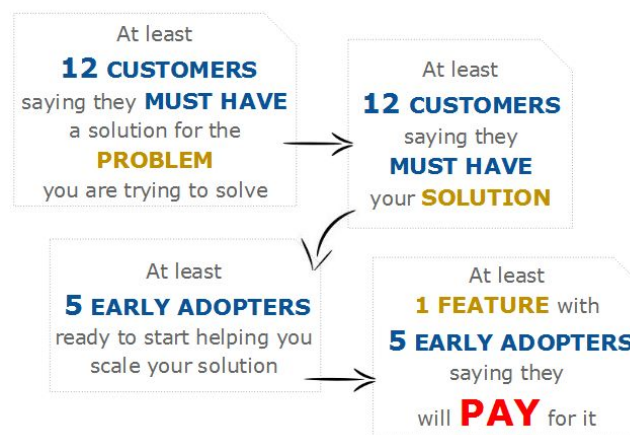 At least
12 CUSTOMERS
saying they MUST HAVE
a solution for the
PROBLEM
you are trying to solve
At least
12 CUSTOMERS
saying they
MUST HAVE
your SOLUTION
At least
5 EARLY ADOPTERS
ready to start helping you
scale your solution
At least
1 FEATURE with
5 EARLY ADOPTERS
saying they
will PAY for it